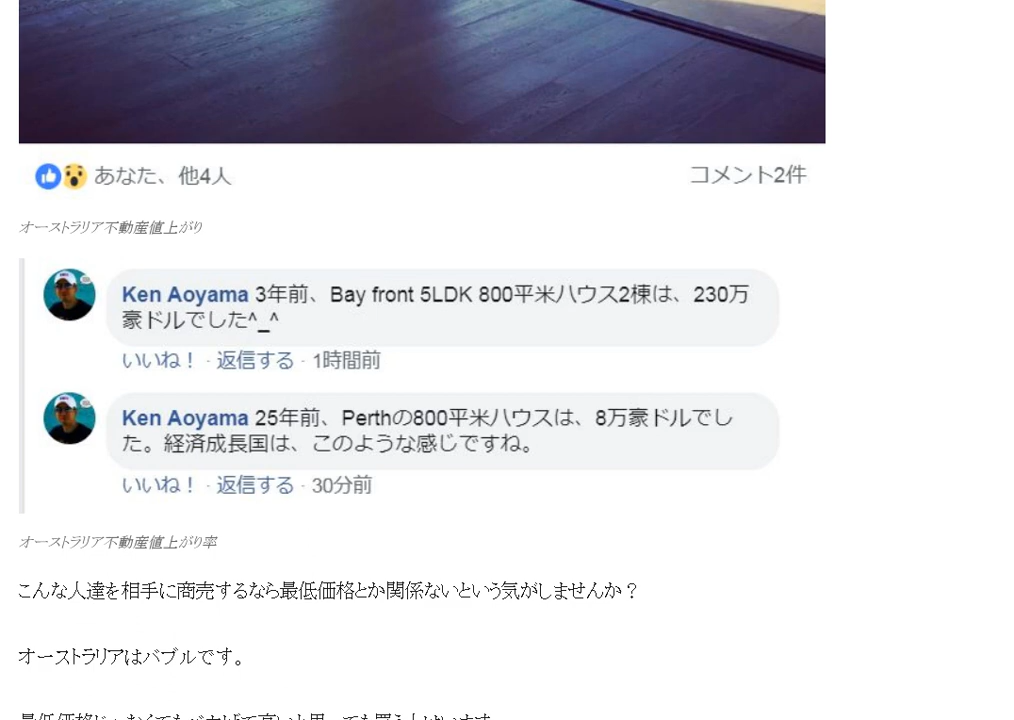 あなた、他4人
コメント2件
オーストラリア不動産値上がり
Ken Aoyama 3年前、Bay front 5LDK 800平米ハウス2棟は、230万
豪ドルでした^_^
いいね！ · 返信する · 1時間前
Ken Aoyama 25年前、Perthの800平米ハウスは、8万豪ドルでし
た。経済成長国は、このような感じですね。
いいね！ · 返信する · 30分前
オーストラリア不動産値上がり率
こんな人達を相手に商売するなら最低価格とか関係ないという気がしませんか？
オーストラリアはバブルです。